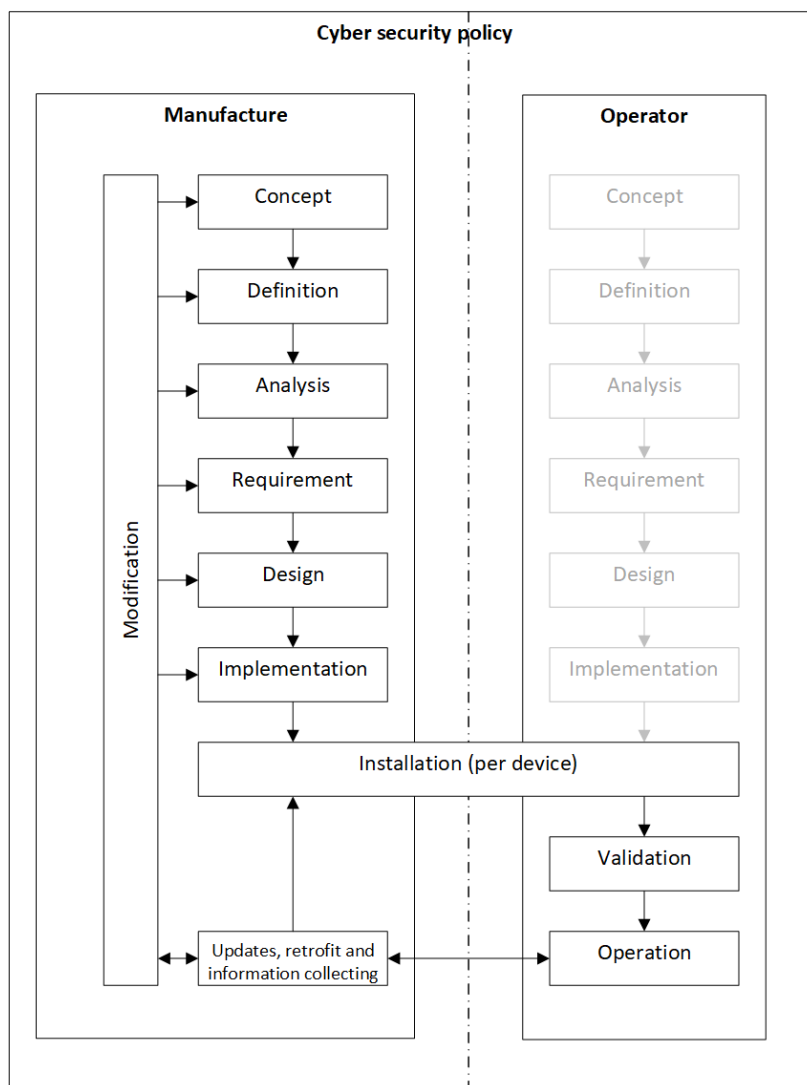 Cyber security policy
Manufacture
Modification
Concept
Definition
Analysis
Requirement
Design
Implementation
Operator
Concept
Definition
Analysis
Requirement
Design
Implementation
Installation (per device)
Validation
Updates, retrofit and
information collecting
Operation